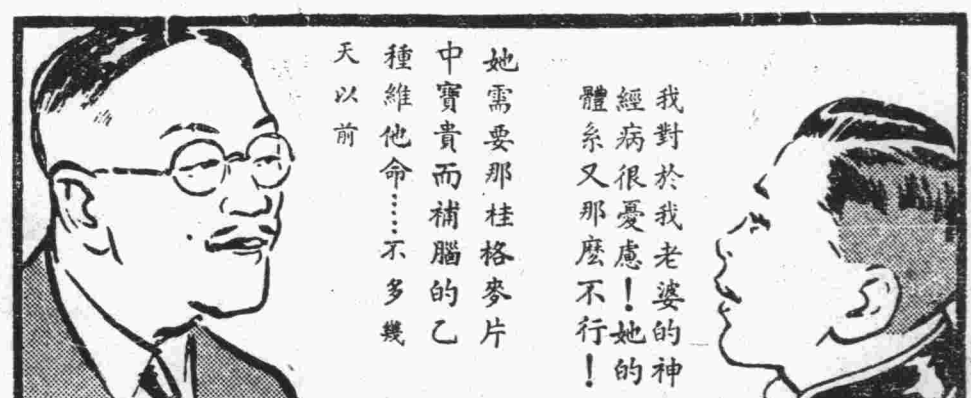 我對於我老婆的神
經病很憂慮！她的
體系又那麽不行！
她需要那桂格麥片
中寶貴而補腦的乙
種維他命……不多幾
天以前